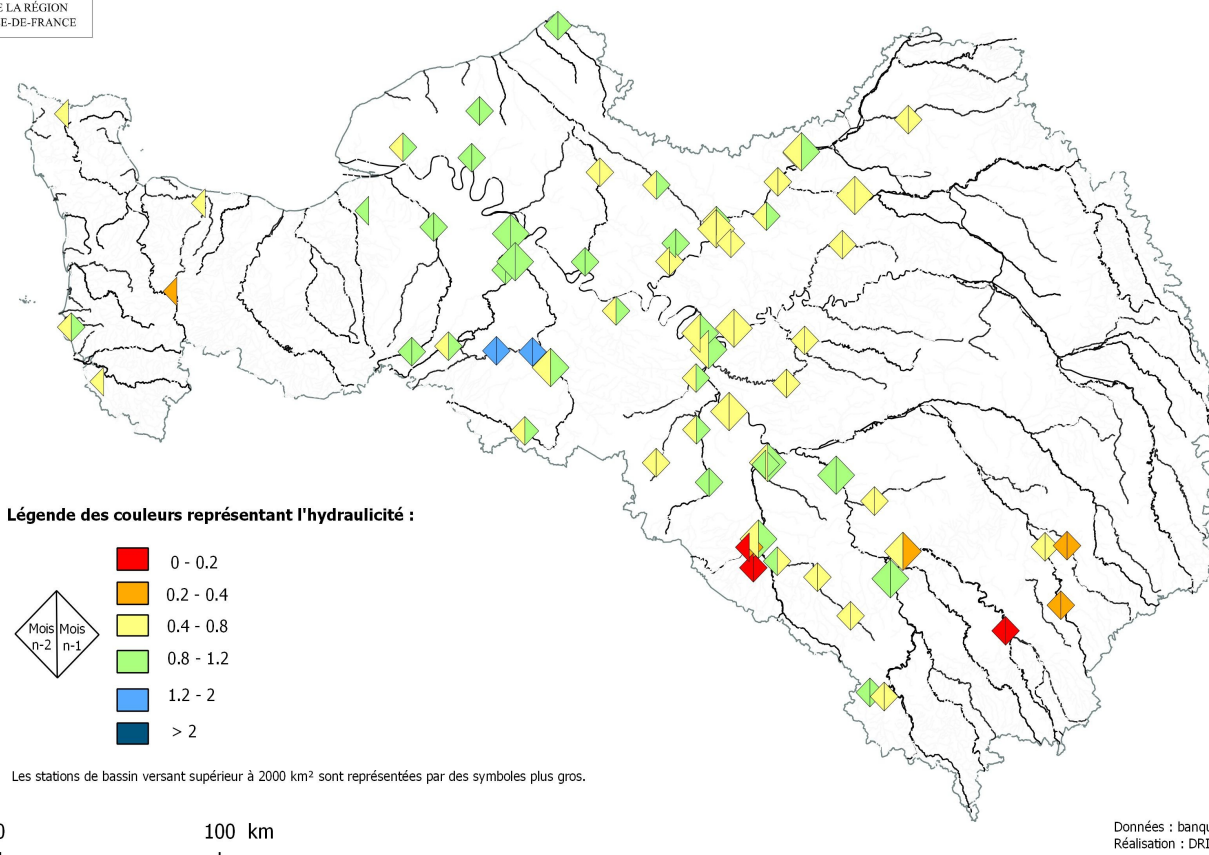 LA RÉGION
E-DE-FRANCE
Légende des couleurs représentant l'hydraulicité :
0 - 0.2
0.2 - 0.4
0.4 - 0.8
0.8 - 1.2
1.2 - 2
> 2
Mois Mois
n-2 n-1
Les stations de bassin versant supérieur à 2000 km² sont représentées par des symboles plus gros.
0 100 km
Données : banqu
Réalisation : DRI